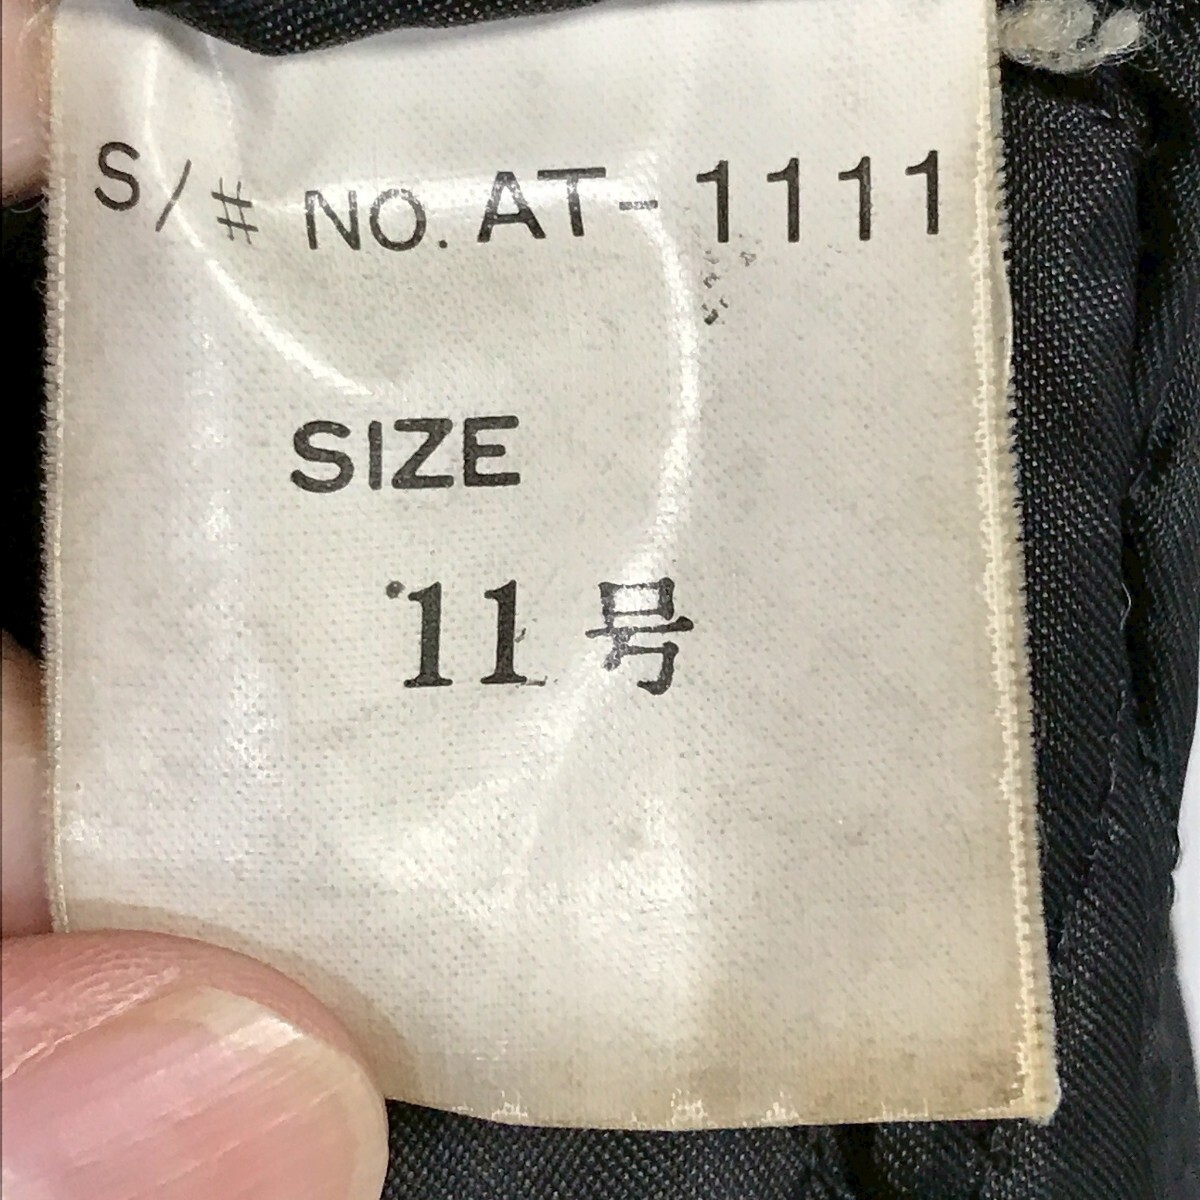 S/# NO. AT-1111
SIZE
11号